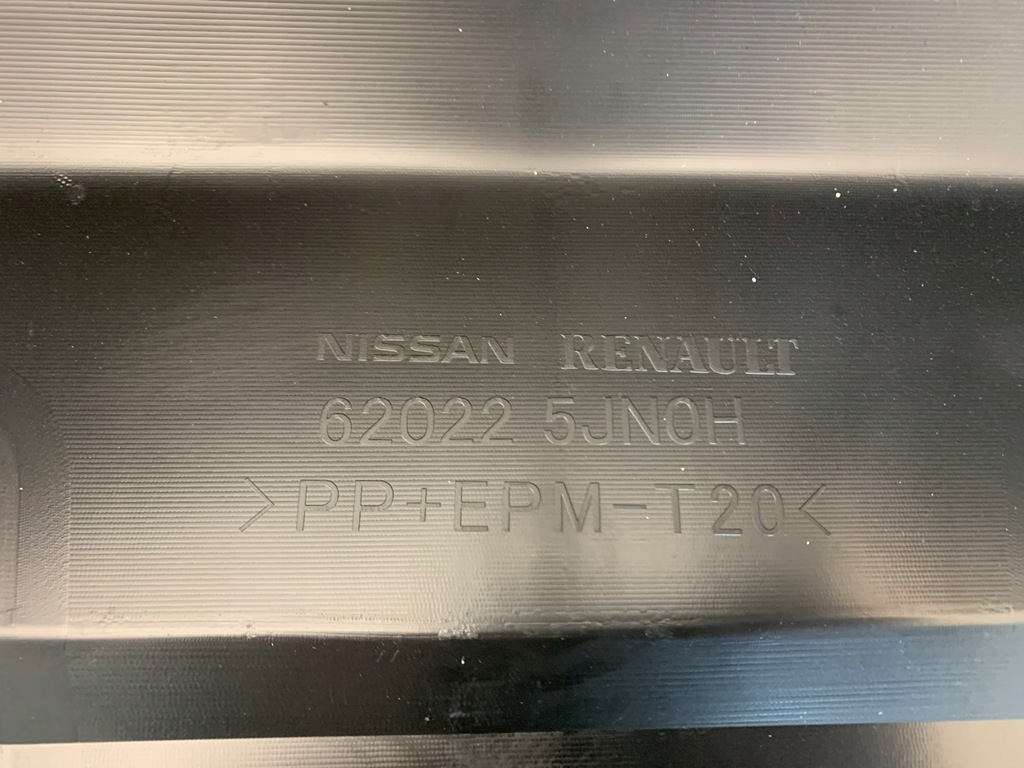 NISSAN RENAULT
62022 5JN0H
>PP+EPM-T20<